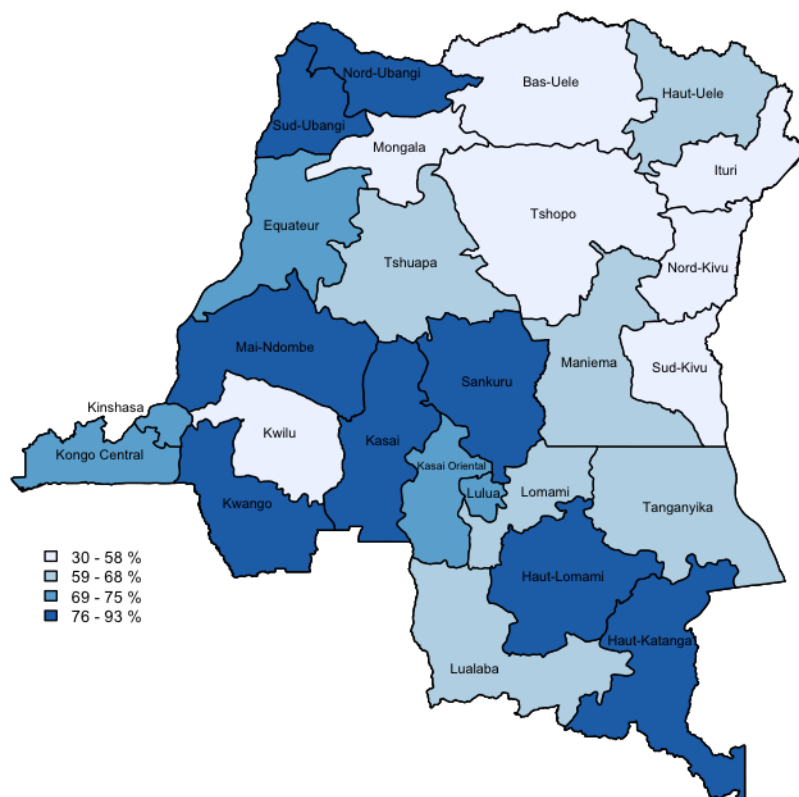 Nord-Ubangi
Bas-Uele
Haut-Uele
Sud-Ubangi
Mongala
Ituri
Tshopo
Equateur
Tshuapa
Nord-Kivu
Mai-Ndombe
Maniema
Sud-Kivu
Sankuru
Kinshasa
Kwilu
Kasai
Kongo Central
Kasai Oriental
Lulua
Lomami
Kwango
Tanganyika
30 - 58 %
59 - 68 %
69 - 75 %
76 - 93 %
Haut-Lomami
Haut-Katanga
Lualaba